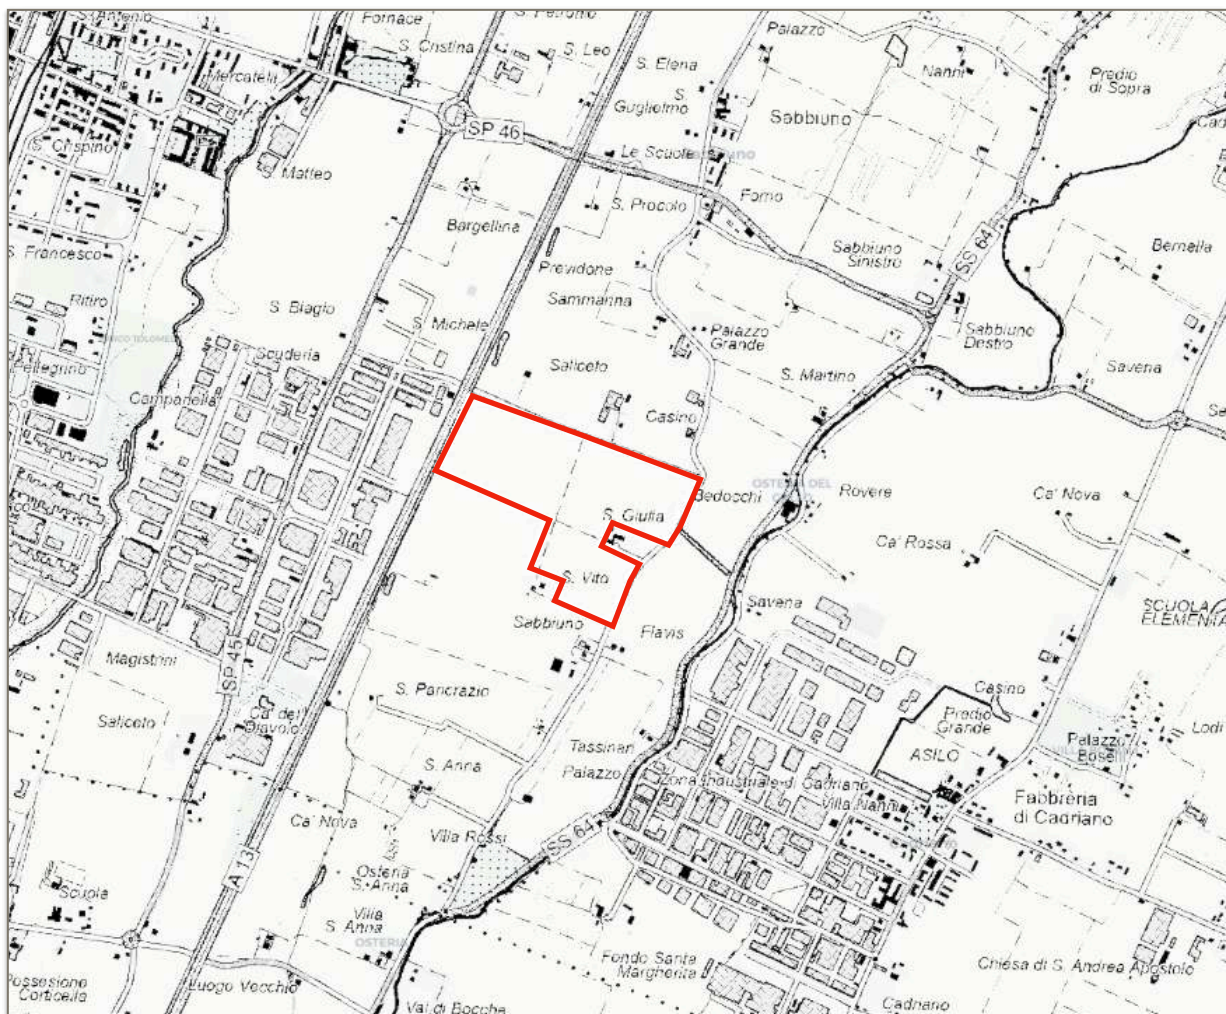 S. Antonio
Fornace
S. Petronio
S. Cristina
S. Leo
Palazzo
Mercatelli
S. Elena
Nanni
Predio
di Sopra
S.
Guglielmo
Sabbiuno
SP 46
(S. Crispino)
Le Scuole
S. Matteo
Forno
S. Procolo
Bargellina
S. Francesco
Sabbiuno
Sinistro
SS 64
Bernella
Previdone
Ritiro
Sammarina
S. Biagio
S. Michele
Palazzo
Grande
Sabbiuno
Destro
Scuderia
Pellegrino
Saliceto
Savena
S. Martino
Campanella
Casino
OSTERIA DEL
Bedocchi
Rovere
Ca' Nova
S. Giulia
Ca' Rossa
S. Vito
Savena
SCUOLA
ELEMENTA
Sabbiuno
Flavis
Magistrini
SP 45
S. Pancrazio
Casino
Saliceto
Ca' del
Diavolo
Predio
Grande
Lodi
Tassinari
Palazzo
Boselli
ASILO
S. Anna
Palazzo
Zona Industriale di Cadriano
Villa Nanni
Fabbreria
di Cadriano
Ca' Nova
Villa Rossi
SS 64
A 13
Osteria
S. Anna
Scuola
Villa
S. Anna
OSTERIA
Fondo Santa
Margherita
Chiesa di S. Andrea Apostolo
Possessione
Corticella
Luogo Vecchio
Val di Bocche
Cadriano